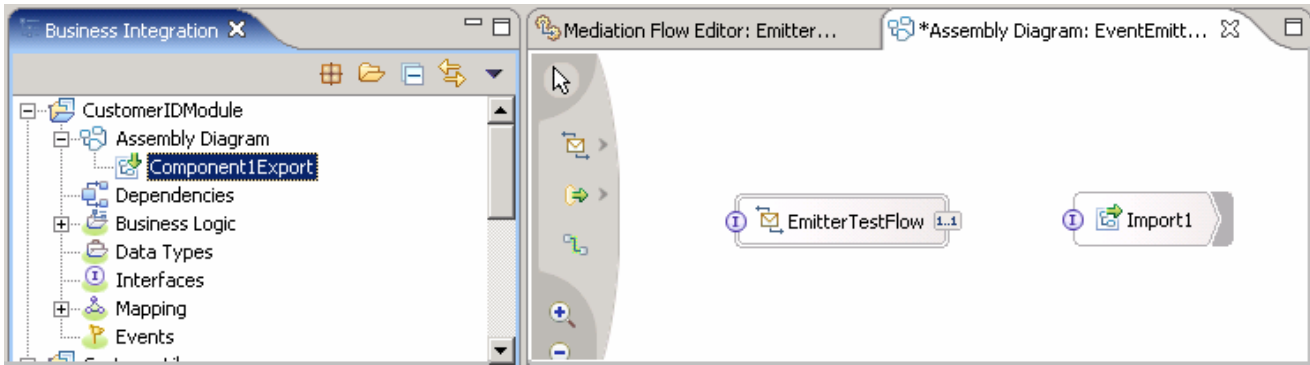 Business Integration
CustomerIDModule
Assembly Diagram
Component1Export
Dependencies
Business Logic
Data Types
Interfaces
Mapping
Events
Mediation Flow Editor: Emitter...
*Assembly Diagram: EventEmitt...
I EmitterTestFlow 1..1
I Import1